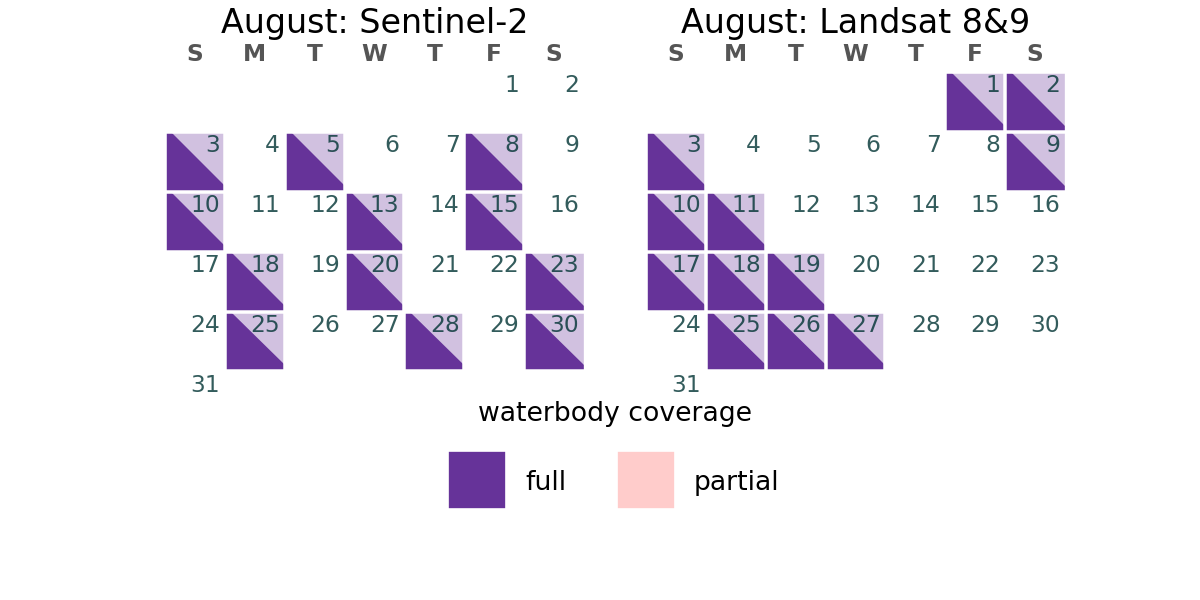 August: Sentinel-2
S M T W T F S
1 2
3 4 5 6 7 8 9
10 11 12 13 14 15 16
17 18 19 20 21 22 23
24 25 26 27 28 29 30
31
August: Landsat 8&9
S M T W T F S
1 2
3 4 5 6 7 8 9
10 11 12 13 14 15 16
17 18 19 20 21 22 23
24 25 26 27 28 29 30
31
waterbody coverage
full partial